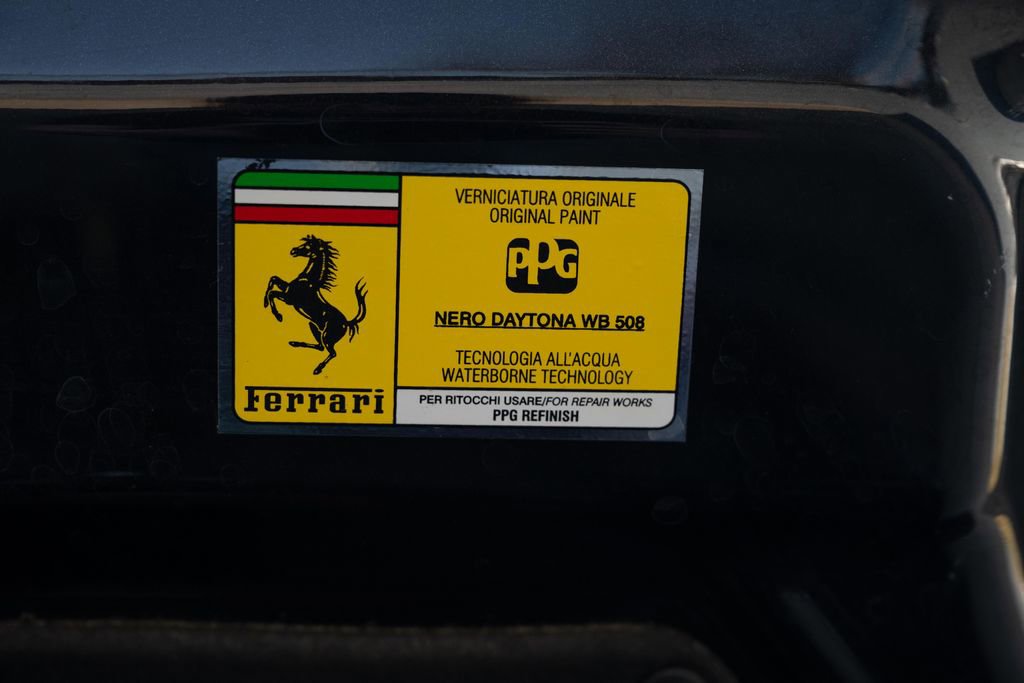 VERNICIATURA ORIGINALE
ORIGINAL PAINT
PPG
NERO DAYTONA WB 508
TECNOLOGIA ALL'ACQUA
WATERBORNE TECHNOLOGY
Ferrari
PER RITOCCHI USARE/FOR REPAIR WORKS
PPG REFINISH